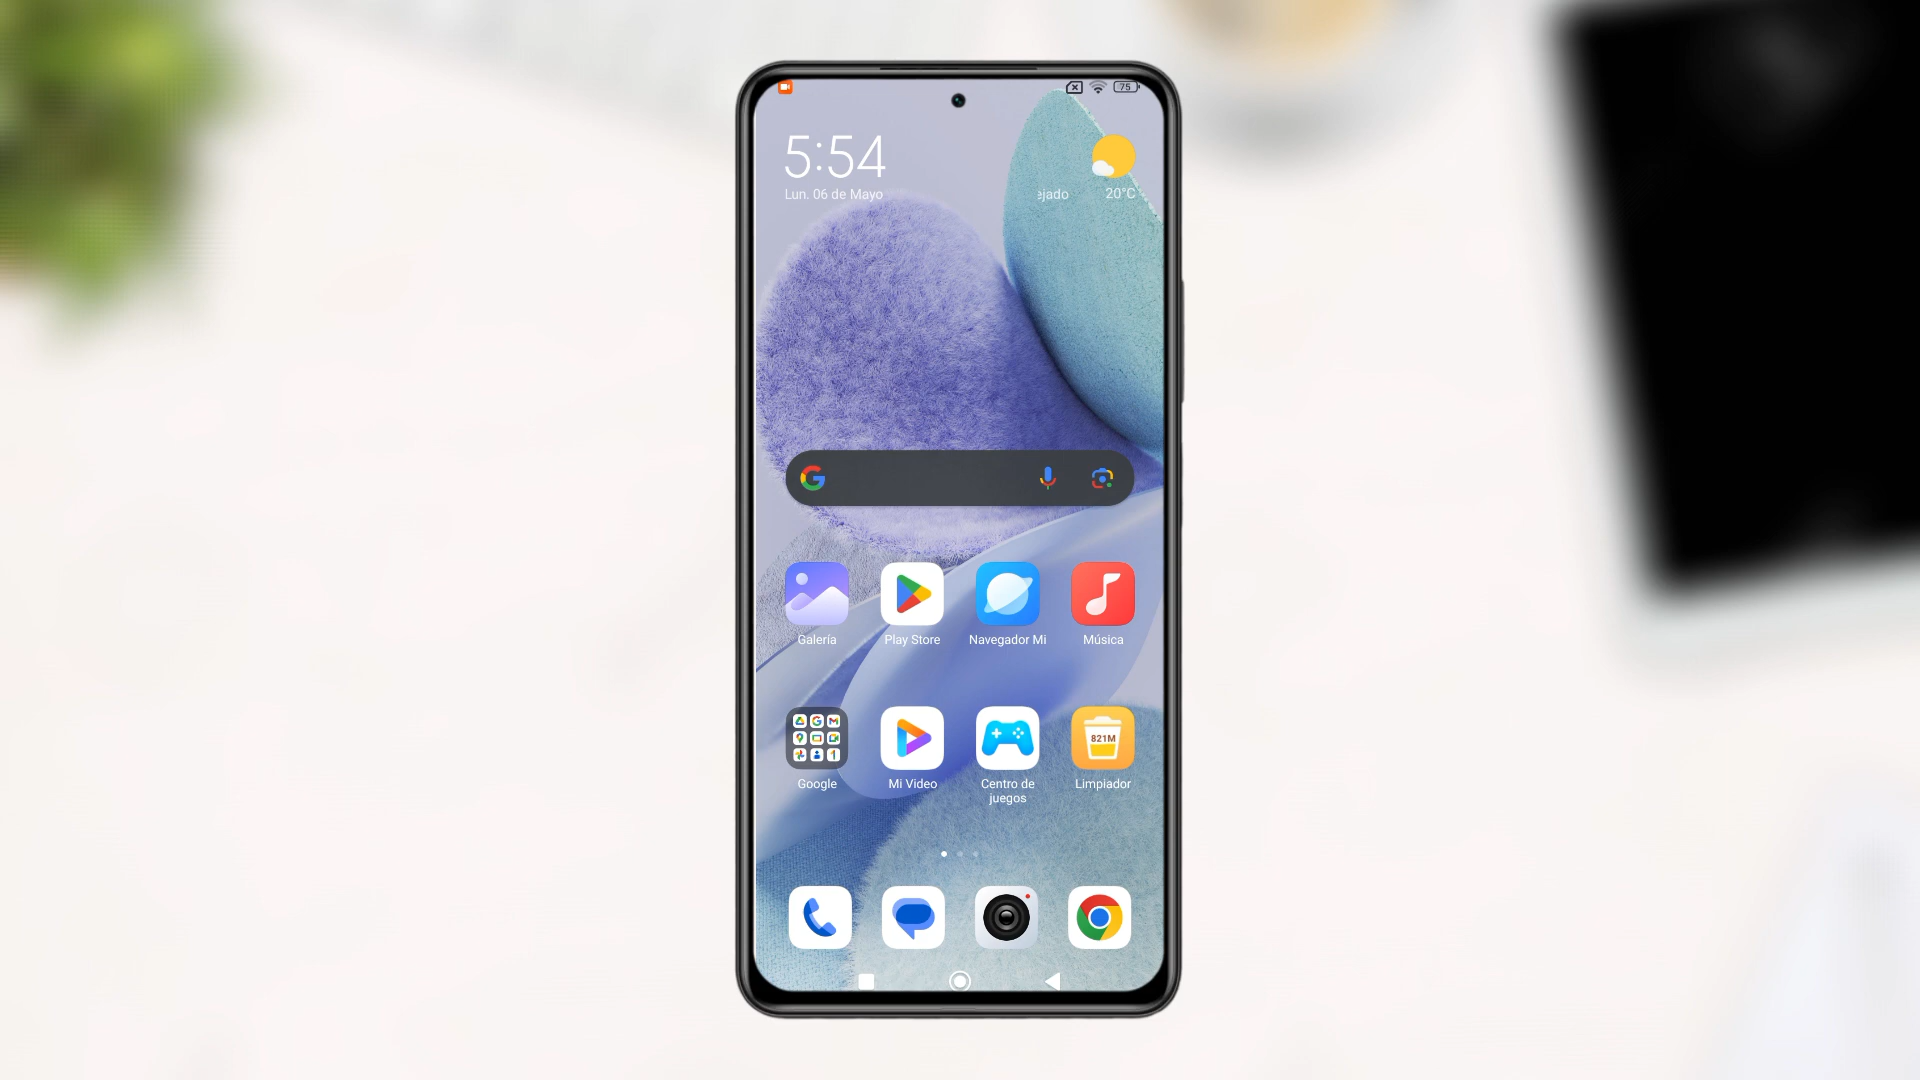 75
5:54
Lun. 06 de Mayo
ejado
20°C
Galería
Play Store
Navegador Mi
Música
821M
Google
Mi Video
Centro de
juegos
Limpiador